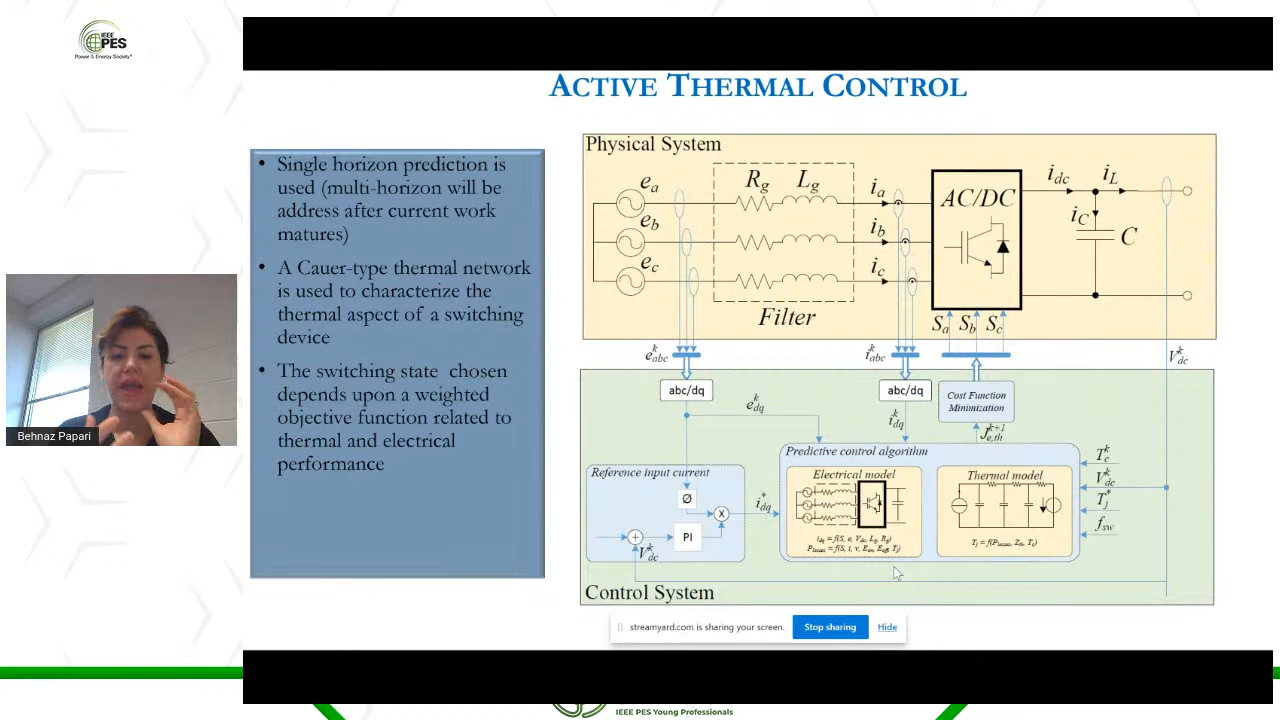 IEEE
PES
Power & Energy Society™
ACTIVE THERMAL CONTROL
• Single horizon prediction is
used (multi-horizon will be
address after current work
matures)
• A Cauer-type thermal network
is used to characterize the
thermal aspect of a switching
device
• The switching state chosen
depends upon a weighted
objective function related to
thermal and electrical
performance
Behnaz Papari
Physical System
e_a
e_b
e_c
R_g L_g
Filter
i_a
i_b
i_c
AC/DC
i_dc i_L
i_C
C
S_a S_b S_c
e^k_abc
i^k_abc
V^k_dc
abc/dq
abc/dq
Cost Function
Minimization
e^k_dq
i^k_dq
J^k+1_e,th
Reference input current
Ø
X
+
PI
V^k_dc
i^*_dq
Predictive control algorithm
Electrical model
Thermal model
T_j = f(P_losses, Z_th, T_c)
T^k_c
V^k_dc
T^*_j
f_sw
Control System
streamyard.com is sharing your screen.
Stop sharing
Hide
IEEE PES Young Professionals